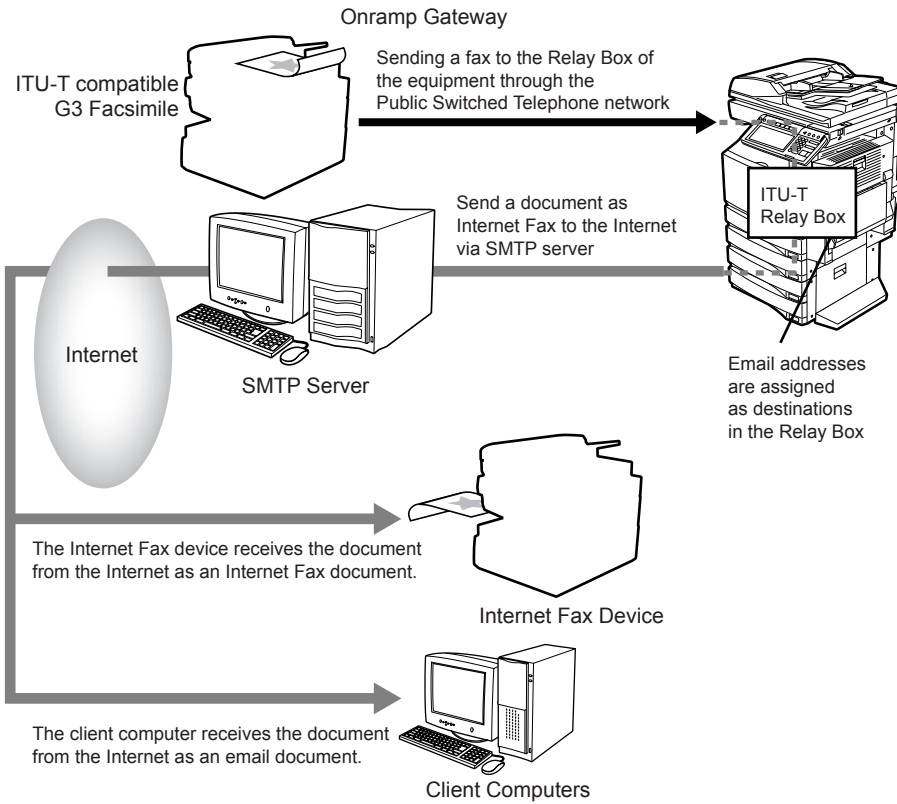 Onramp Gateway
ITU-T compatible
G3 Facsimile
Sending a fax to the Relay Box of
the equipment through the
Public Switched Telephone network
ITU-T
Relay Box
Send a document as
Internet Fax to the Internet
via SMTP server
Internet
SMTP Server
Email addresses
are assigned
as destinations
in the Relay Box
The Internet Fax device receives the document
from the Internet as an Internet Fax document.
Internet Fax Device
The client computer receives the document
from the Internet as an email document.
Client Computers